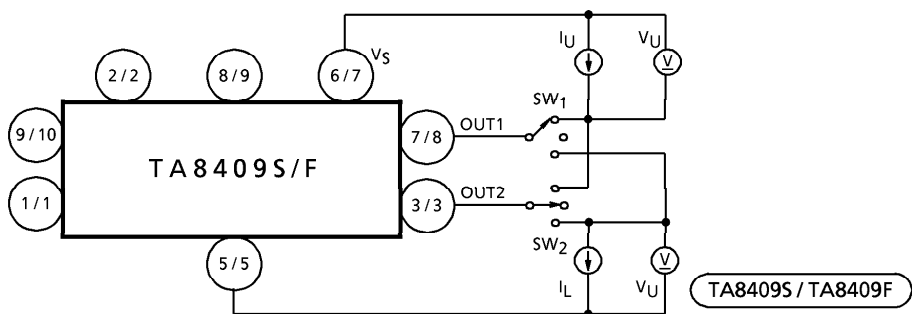 IU
VU
V
VS
2/2
8/9
6/7
SW1
9/10
TA8409S/F
7/8
OUT1
1/1
3/3
OUT2
5/5
SW2
V
IL
VU
TA8409S/TA8409F